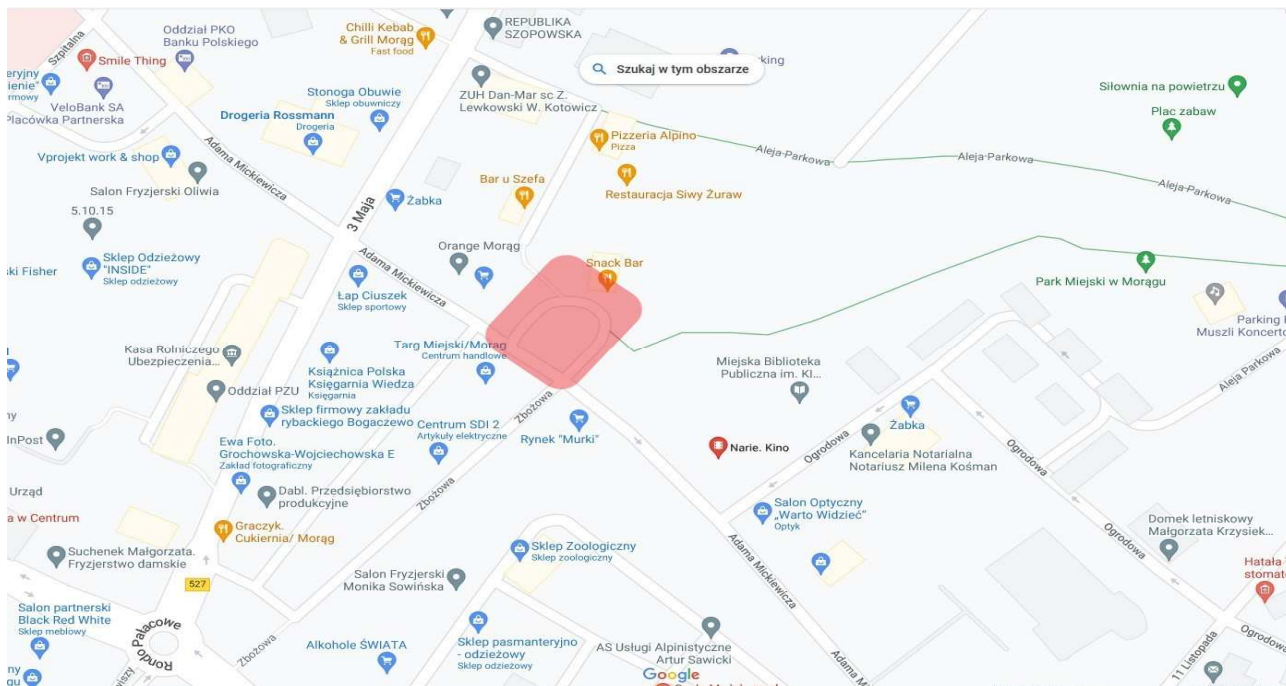 REPUBLIKA
SZOPOWSKA
Oddział PKO
Banku Polskiego
Chilli Kebab
& Grill Morąg
Fast food
Szpitalna
Smile Thing
Szukaj w tym obszarze
Siłownia na powietrzu
Plac zabaw
ZUH Dan-Mar sc Z.
Lewkowski W. Kotowicz
Stonoga Obuwie
Sklep obuwniczy
VeloBank SA
Placówka Partnerska
Drogeria Rossmann
Drogeria
Adama Mickiewicza
Pizzeria Alpino
Pizza
Aleja Parkowa
Aleja Parkowa
Aleja Parkowa
Vprojekt work & shop
Salon Fryzjerski Oliwia
Bar u Szefa
Restauracja Siwy Żuraw
Żabka
3 Maja
5.10.15
Orange Morąg
Sklep Odzieżowy
"INSIDE"
Sklep odzieżowy
Adama Mickiewicza
Snack Bar
Park Miejski w Morągu
Łap Ciuszek
Sklep sportowy
Kasa Rolniczego
Ubezpieczenia...
Targ Miejski/Morąg
Centrum handlowe
Książnica Polska
Księgarnia Wiedza
Księgarnia
Miejska Biblioteka
Publiczna im. Kl...
Aleja Parkowa
Oddział PZU
Zbożowa
Sklep firmowy zakładu
rybackiego Bogaczewo
Centrum SDI 2
Artykuły elektryczne
Rynek "Murki"
Żabka
InPost
Ewa Foto.
Grochowska-Wojciechowska E
Zakład fotograficzny
Narie. Kino
Ogrodowa
Kancelaria Notarialna
Notariusz Milena Kośman
Ogrodowa
Zbożowa
Dabl. Przedsiębiorstwo
produkcyjne
Urząd
Salon Optyczny
„Warto Widzieć”
Optyk
a w Centrum
Graczyk.
Cukiernia/ Morąg
Ogrodowa
Domek letniskowy
Małgorzata Krzysiek...
Suchenek Małgorzata.
Fryzjerstwo damskie
Sklep Zoologiczny
Sklep zoologiczny
Adama Mickiewicza
527
Salon Fryzjerski
Monika Sowińska
Hatała
stomat
Salon partnerski
Black Red White
Sklep meblowy
Rondo Pałacowe
Zbożowa
Alkohole ŚWIATA
Sklep pasmanteryjno
- odzieżowy
Sklep odzieżowy
AS Usługi Alpinistyczne
Artur Sawicki
Adama Mi
11 Listopada
Ogrodowa
Google